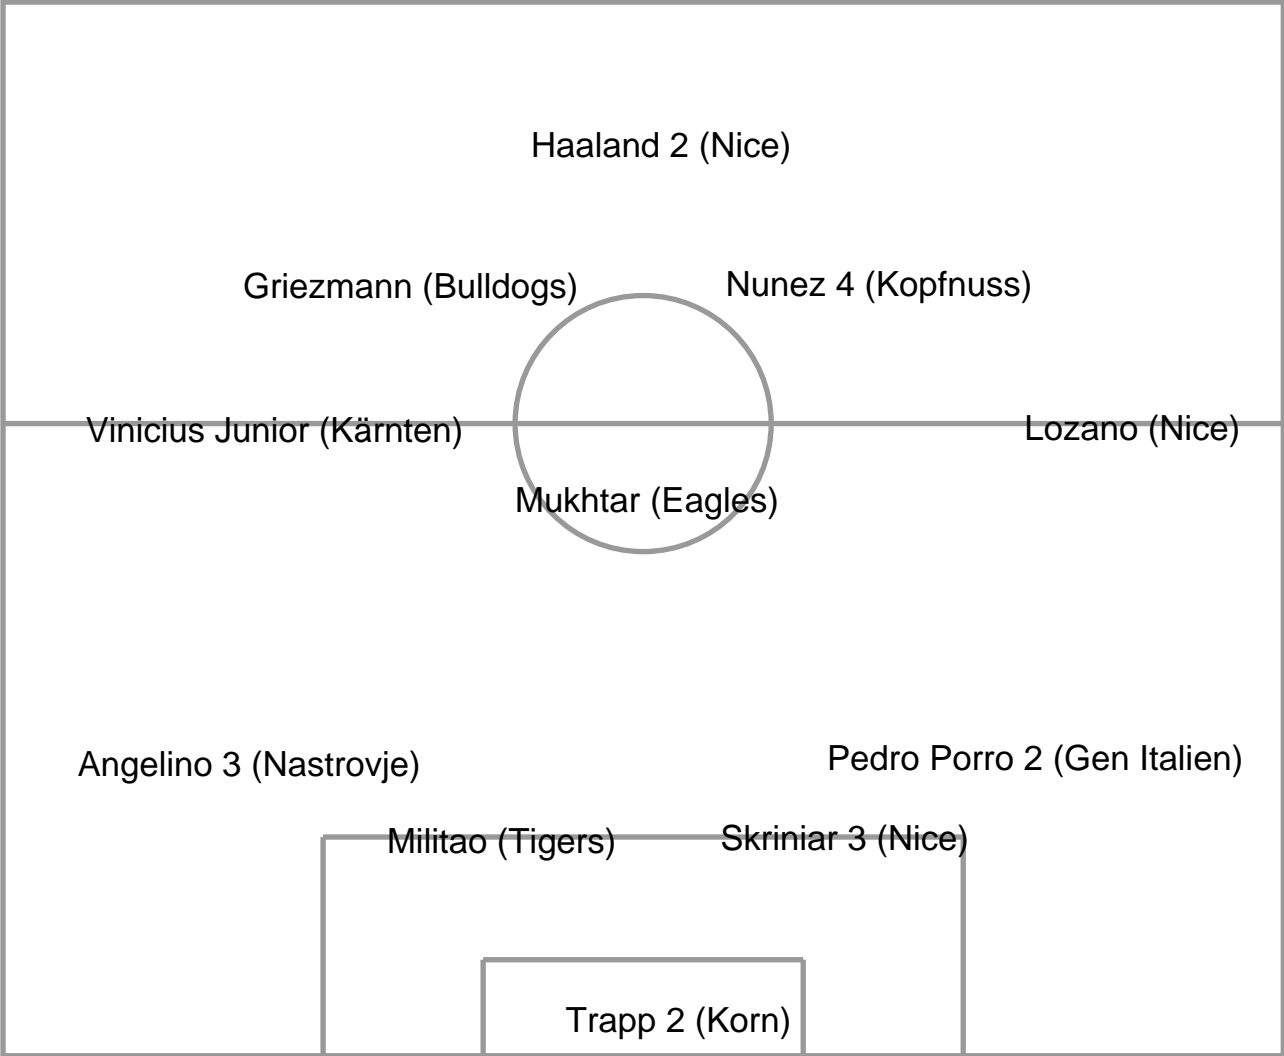 Haaland 2 (Nice)
Griezmann (Bulldogs)
Nunez 4 (Kopfnuss)
Vinicius Junior (Kärnten)
Lozano (Nice)
Mukhtar (Eagles)
Angelino 3 (Nastrovje)
Pedro Porro 2 (Gen Italien)
Militao (Tigers)
Skriniar 3 (Nice)
Trapp 2 (Korn)